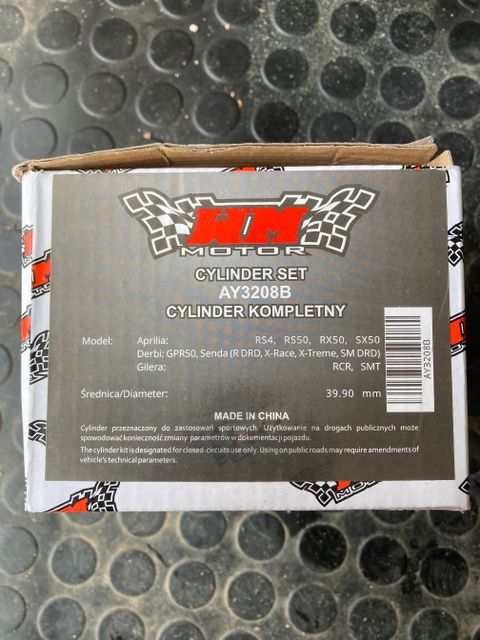 WM
MOTOR
CYLINDER SET
AY3208B
CYLINDER KOMPLETNY
Model: Aprilia: RS4, RS50, RX50, SX50
Derbi: GPR50, Senda (R DRD, X-Race, X-Treme, SM DRD)
Gilera: RCR, SMT
Średnica/Diameter: 39.90 mm
AY3208B
MADE IN CHINA
Cylinder przeznaczony do zastosowań sportowych. Użytkowanie na drogach publicznych może
spowodować konieczność zmiany parametrów w dokumentacji pojazdu.
The cylinder kit is designated for closed-circuits use only. Using on public roads may require amendments of
vehicle's technical parameters.